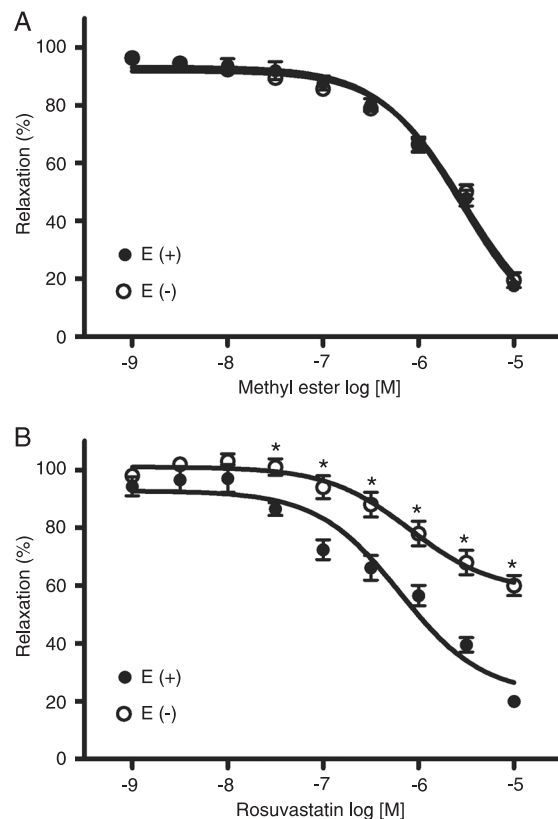 A
100
80
60
40
20
0
Relaxation (%)
E (+)
E (-)
-9 -8 -7 -6 -5
Methyl ester log [M]
B
100
80
60
40
20
0
Relaxation (%)
* * * * * *
E (+)
E (-)
-9 -8 -7 -6 -5
Rosuvastatin log [M]